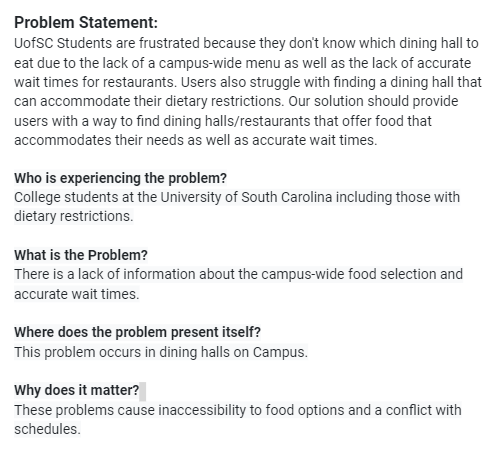 Problem Statement:
UofSC Students are frustrated because they don't know which dining hall to
eat due to the lack of a campus-wide menu as well as the lack of accurate
wait times for restaurants. Users also struggle with finding a dining hall that
can accommodate their dietary restrictions. Our solution should provide
users with a way to find dining halls/restaurants that offer food that
accommodates their needs as well as accurate wait times.
Who is experiencing the problem?
College students at the University of South Carolina including those with
dietary restrictions.
What is the Problem?
There is a lack of information about the campus-wide food selection and
accurate wait times.
Where does the problem present itself?
This problem occurs in dining halls on Campus.
Why does it matter?
These problems cause inaccessibility to food options and a conflict with
schedules.